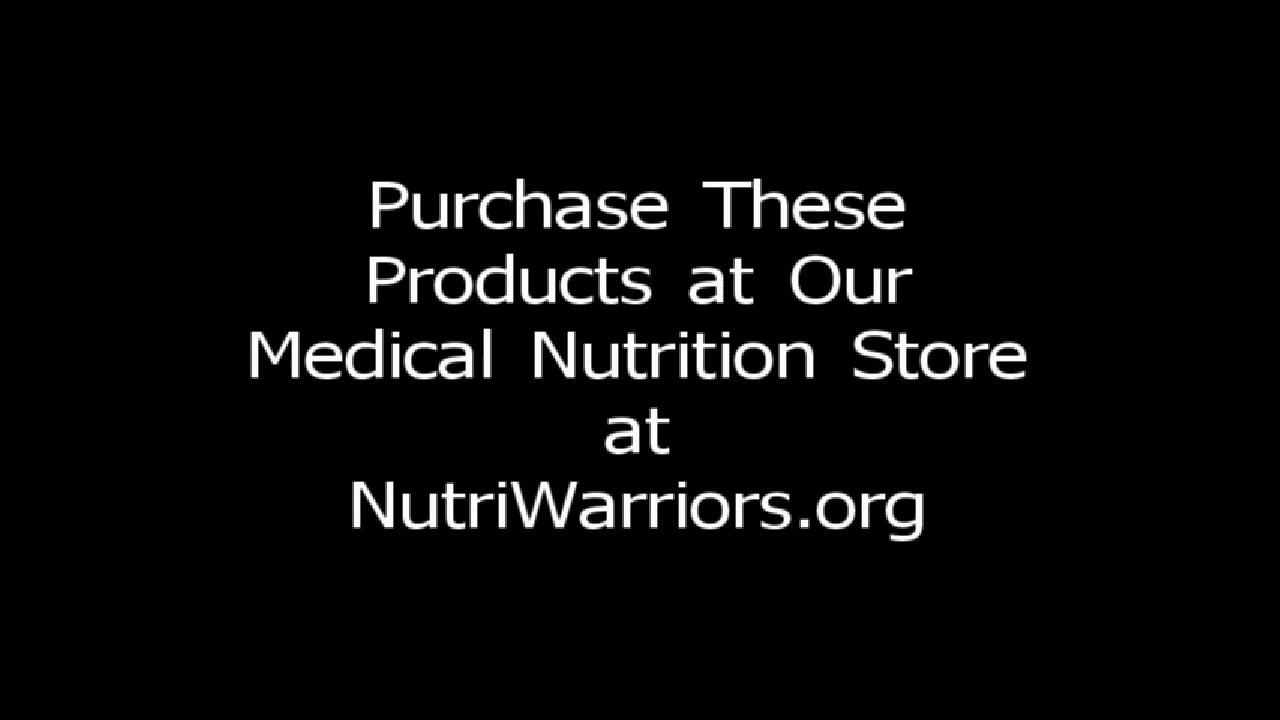 Purchase These
Products at Our
Medical Nutrition Store
at
NutriWarriors.org